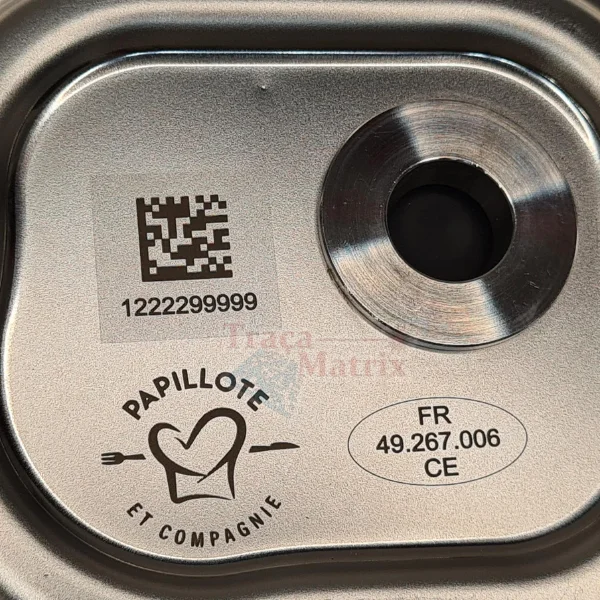 1222299999
Traça
Matrix
PAPILLOTE
ET COMPAGNIE
FR
49.267.006
CE